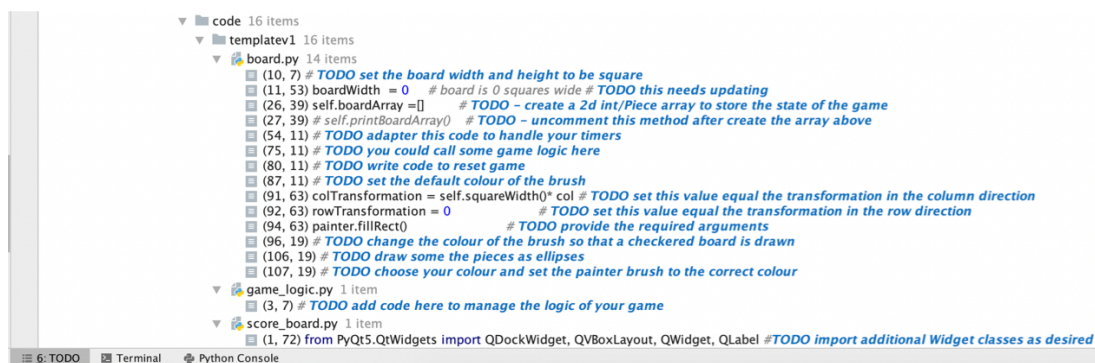 code 16 items
templatev1 16 items
board.py 14 items
(10, 7) # TODO set the board width and height to be square
(11, 53) boardWidth = 0 # board is 0 squares wide # TODO this needs updating
(26, 39) self.boardArray =[] # TODO – create a 2d int/Piece array to store the state of the game
(27, 39) # self.printBoardArray() # TODO – uncomment this method after create the array above
(54, 11) # TODO adapter this code to handle your timers
(75, 11) # TODO you could call some game logic here
(80, 11) # TODO write code to reset game
(87, 11) # TODO set the default colour of the brush
(91, 63) colTransformation = self.squareWidth()* col # TODO set this value equal the transformation in the column direction
(92, 63) rowTransformation = 0 # TODO set this value equal the transformation in the row direction
(94, 63) painter.fillRect() # TODO provide the required arguments
(96, 19) # TODO change the colour of the brush so that a checkered board is drawn
(106, 19) # TODO draw some the pieces as ellipses
(107, 19) # TODO choose your colour and set the painter brush to the correct colour
game_logic.py 1 item
(3, 7) # TODO add code here to manage the logic of your game
score_board.py 1 item
(1, 72) from PyQt5.QtWidgets import QDockWidget, QVBoxLayout, QWidget, QLabel #TODO import additional Widget classes as desired
6: TODO Terminal Python Console